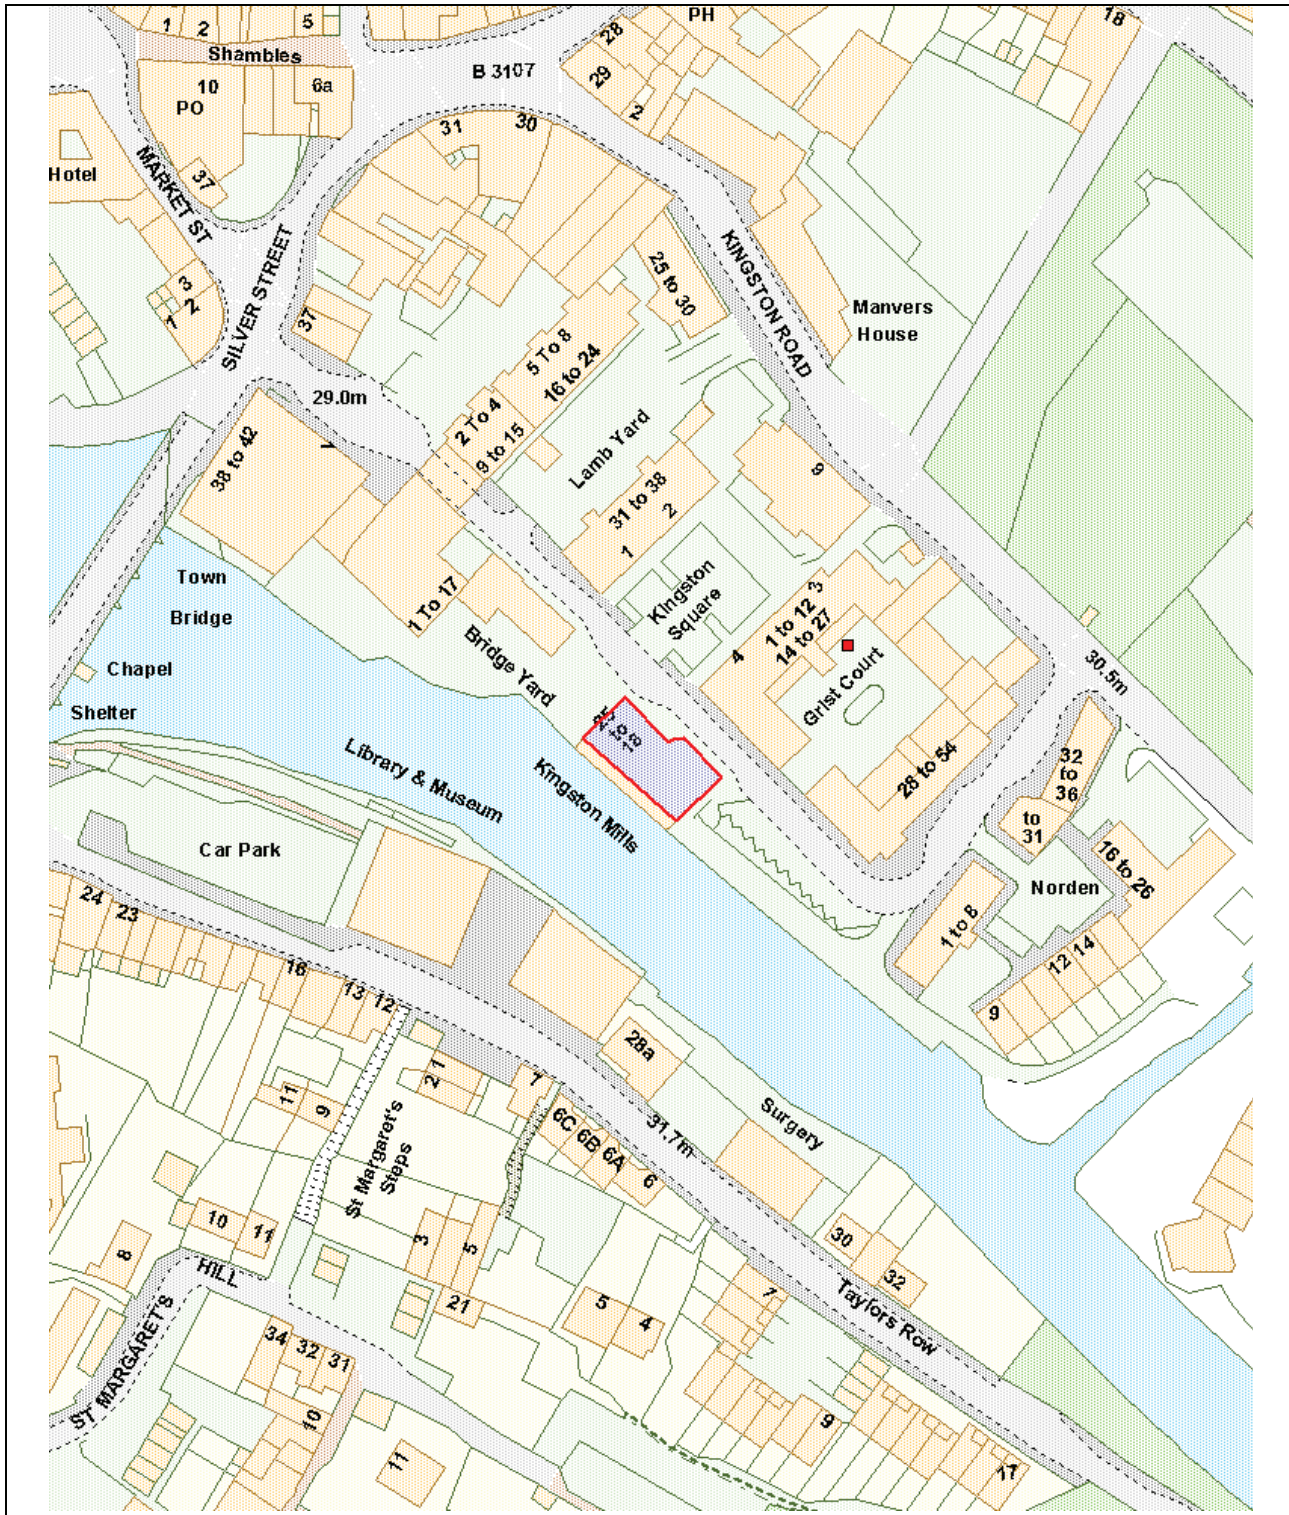 1
2
5
PH
18
Shambles
28
B 3107
29
10
6a
PO
2
31
30
Hotel
37
MARKET ST
KINGSTON ROAD
SILVER STREET
25 to 30
3
2
1
37
Manvers
House
5 To 8
16 to 24
29.0m
2 To 4
9 to 15
Lamb Yard
38 to 42
31 to 38
2
1
Town
Bridge
Kingston
Square
1 To 17
3
1 to 12
14 to 27
4
Bridge Yard
Grist Court
30.5m
Chapel
Shelter
Library & Museum
Kingston Mills
28 to 54
32
to
36
to
31
Car Park
16 to 26
Norden
24
23
1 to 8
12
14
9
16
13
12
28a
2
1
7
11
9
St Margaret's
Steps
6C
6B
6A
6
31.7m
Surgery
10
11
8
3
5
30
32
HILL
ST MARGARET'S
21
5
4
7
Taylors Row
34
32
31
10
9
11
17